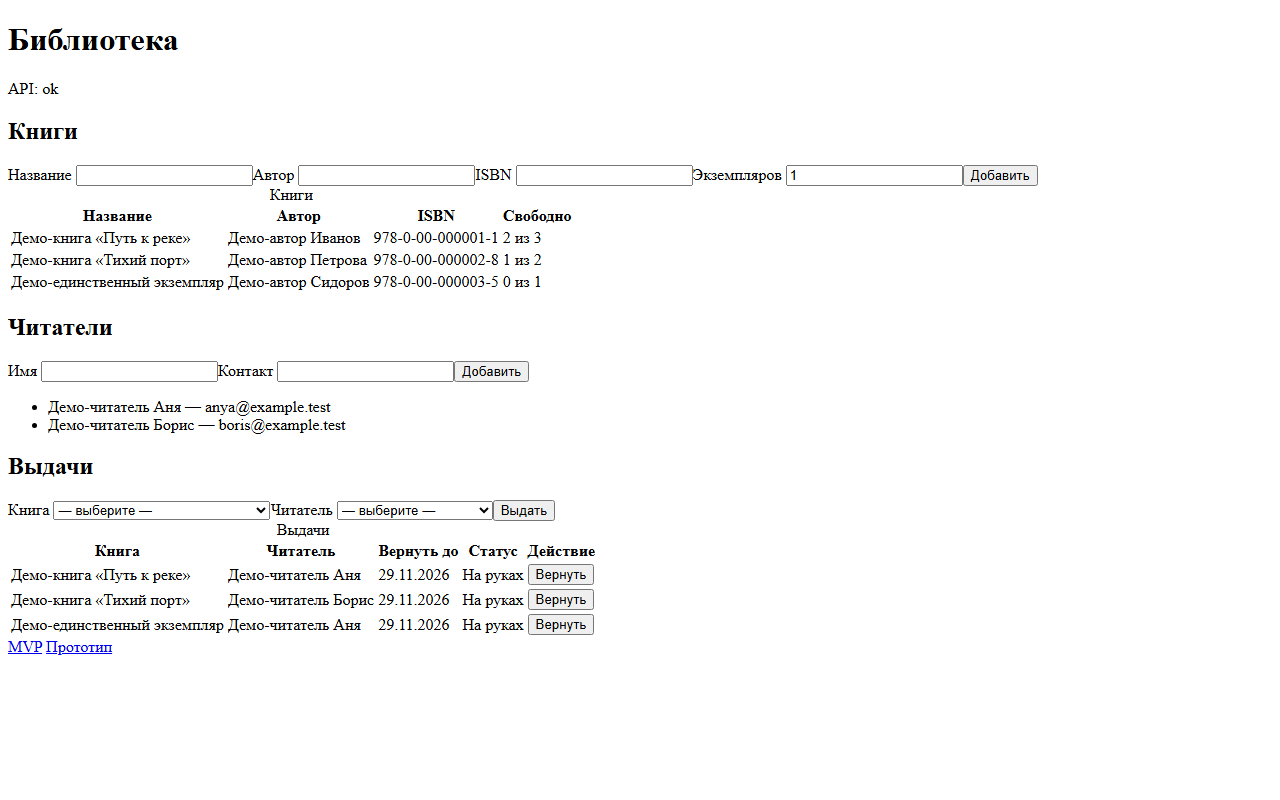 Библиотека
API: ok
Книги
Название Автор ISBN Экземпляров 1 Добавить
Книги
Название Автор ISBN Свободно
Демо-книга «Путь к реке» Демо-автор Иванов 978-0-00-000001-1 2 из 3
Демо-книга «Тихий порт» Демо-автор Петрова 978-0-00-000002-8 1 из 2
Демо-единственный экземпляр Демо-автор Сидоров 978-0-00-000003-5 0 из 1
Читатели
Имя Контакт Добавить
Демо-читатель Аня — anya@example.test
Демо-читатель Борис — boris@example.test
Выдачи
Книга — выберите — Читатель — выберите — Выдать
Выдачи
Книга Читатель Вернуть до Статус Действие
Демо-книга «Путь к реке» Демо-читатель Аня 29.11.2026 На руках Вернуть
Демо-книга «Тихий порт» Демо-читатель Борис 29.11.2026 На руках Вернуть
Демо-единственный экземпляр Демо-читатель Аня 29.11.2026 На руках Вернуть
MVP Прототип